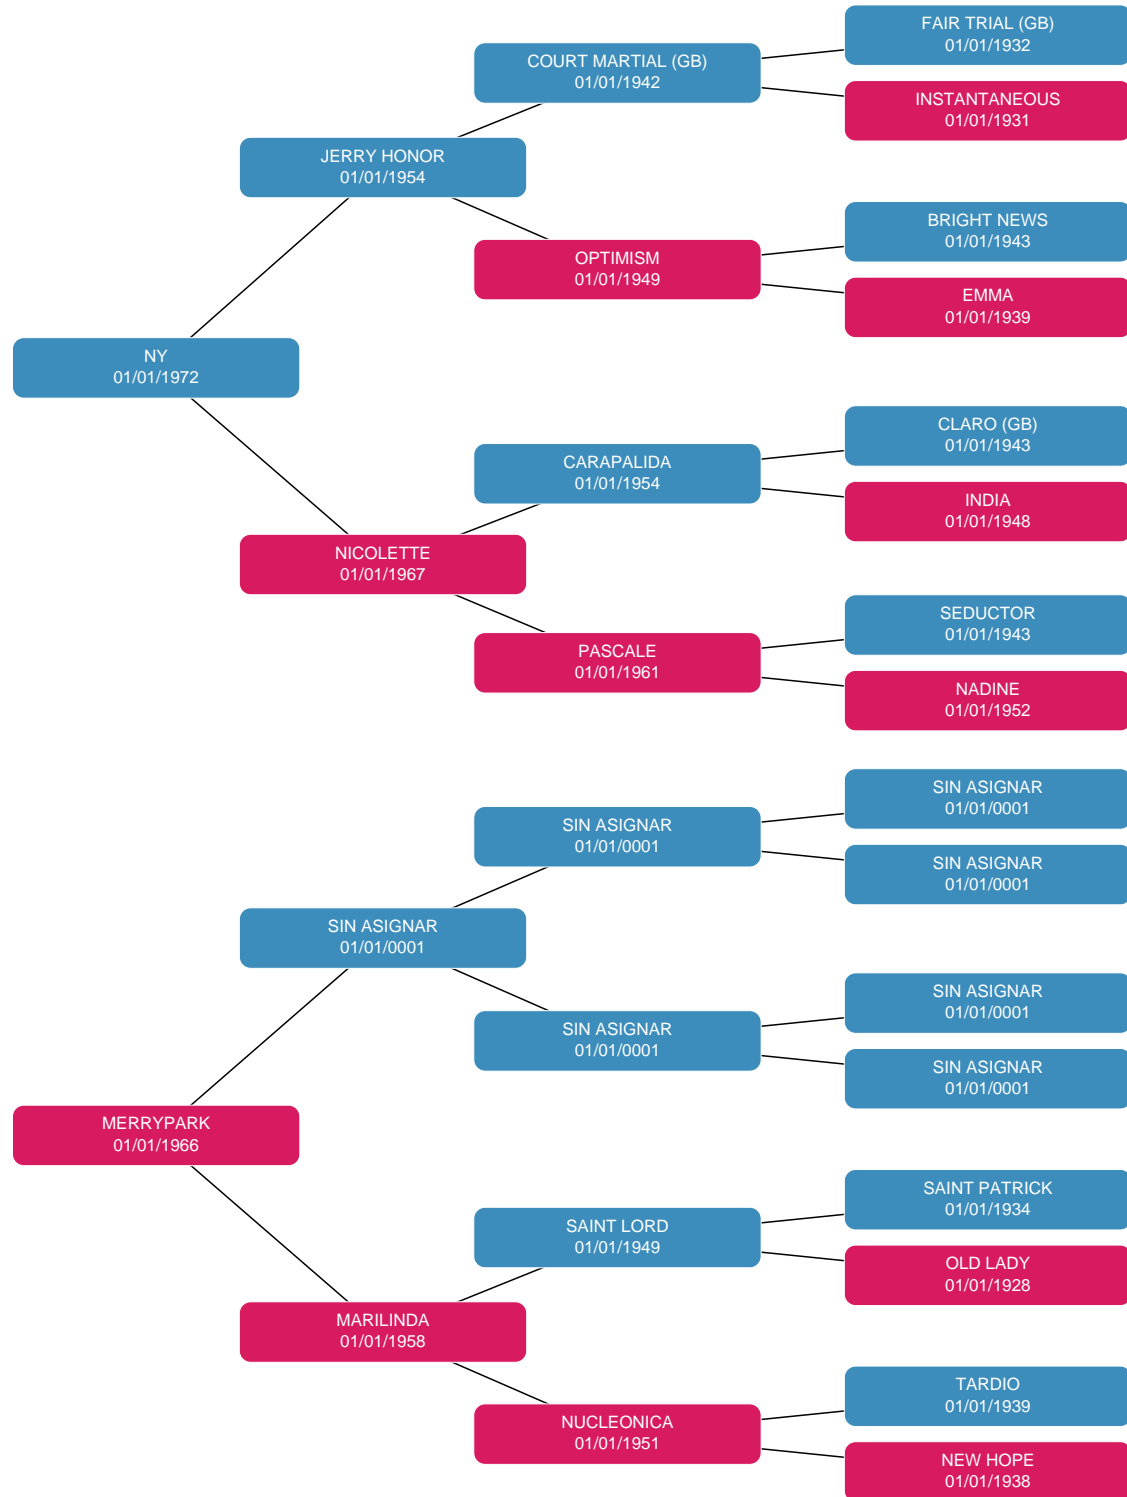 FAIR TRIAL (GB)
01/01/1932
COURT MARTIAL (GB)
01/01/1942
INSTANTANEOUS
01/01/1931
JERRY HONOR
01/01/1954
BRIGHT NEWS
01/01/1943
OPTIMISM
01/01/1949
EMMA
01/01/1939
NY
01/01/1972
CLARO (GB)
01/01/1943
CARAPALIDA
01/01/1954
INDIA
01/01/1948
NICOLETTE
01/01/1967
SEDUCTOR
01/01/1943
PASCALE
01/01/1961
NADINE
01/01/1952
SIN ASIGNAR
01/01/0001
SIN ASIGNAR
01/01/0001
SIN ASIGNAR
01/01/0001
SIN ASIGNAR
01/01/0001
SIN ASIGNAR
01/01/0001
SIN ASIGNAR
01/01/0001
SIN ASIGNAR
01/01/0001
MERRYPARK
01/01/1966
SAINT PATRICK
01/01/1934
SAINT LORD
01/01/1949
OLD LADY
01/01/1928
MARILINDA
01/01/1958
TARDIO
01/01/1939
NUCLEONICA
01/01/1951
NEW HOPE
01/01/1938